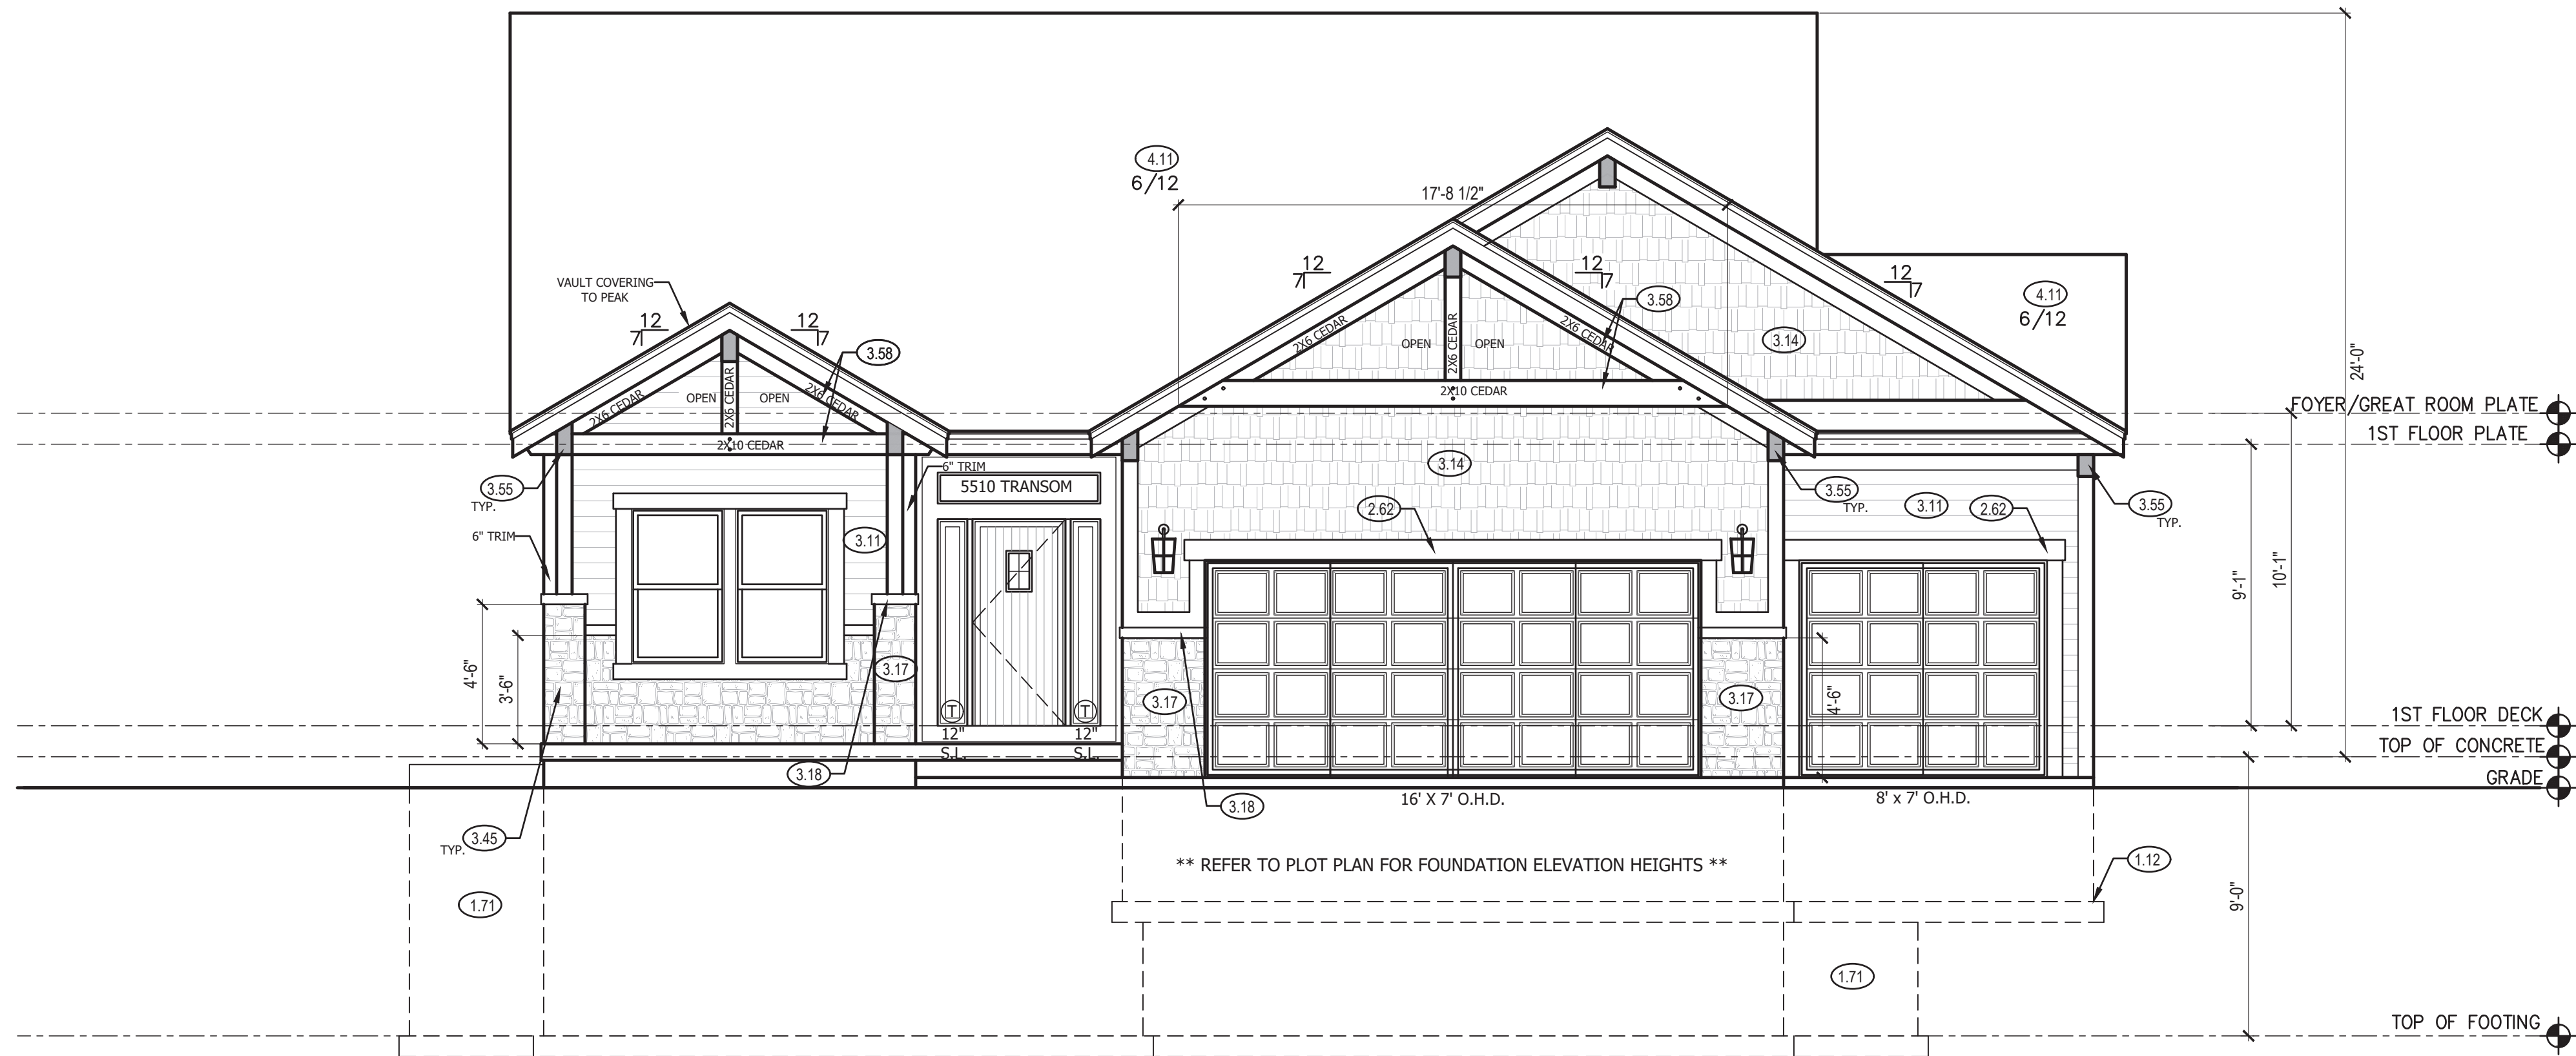 4.11
6/12
17'-8 1/2"
VAULT COVERING
TO PEAK
12
7
12
7
12
7
12
7
12
7
4.11
6/12
3.58
3.58
3.14
24'-0"
2X6 CEDAR
OPEN
2X6 CEDAR
OPEN
2X6 CEDAR
2X10 CEDAR
2X6 CEDAR
OPEN
2X6 CEDAR
OPEN
2X6 CEDAR
2X10 CEDAR
FOYER/GREAT ROOM PLATE
1ST FLOOR PLATE
6" TRIM
3.14
5510 TRANSOM
3.55
TYP.
3.55
TYP.
3.55
TYP.
2.62
3.11
2.62
6" TRIM
3.11
10'-1"
9'-1"
4'-6"
3'-6"
3.17
3.17
3.17
4'-6"
T
T
12"
S.L.
12"
S.L.
1ST FLOOR DECK
TOP OF CONCRETE
GRADE
3.18
3.18
16' X 7' O.H.D.
8' x 7' O.H.D.
3.45
TYP.
** REFER TO PLOT PLAN FOR FOUNDATION ELEVATION HEIGHTS **
1.12
1.71
9'-0"
1.71
TOP OF FOOTING